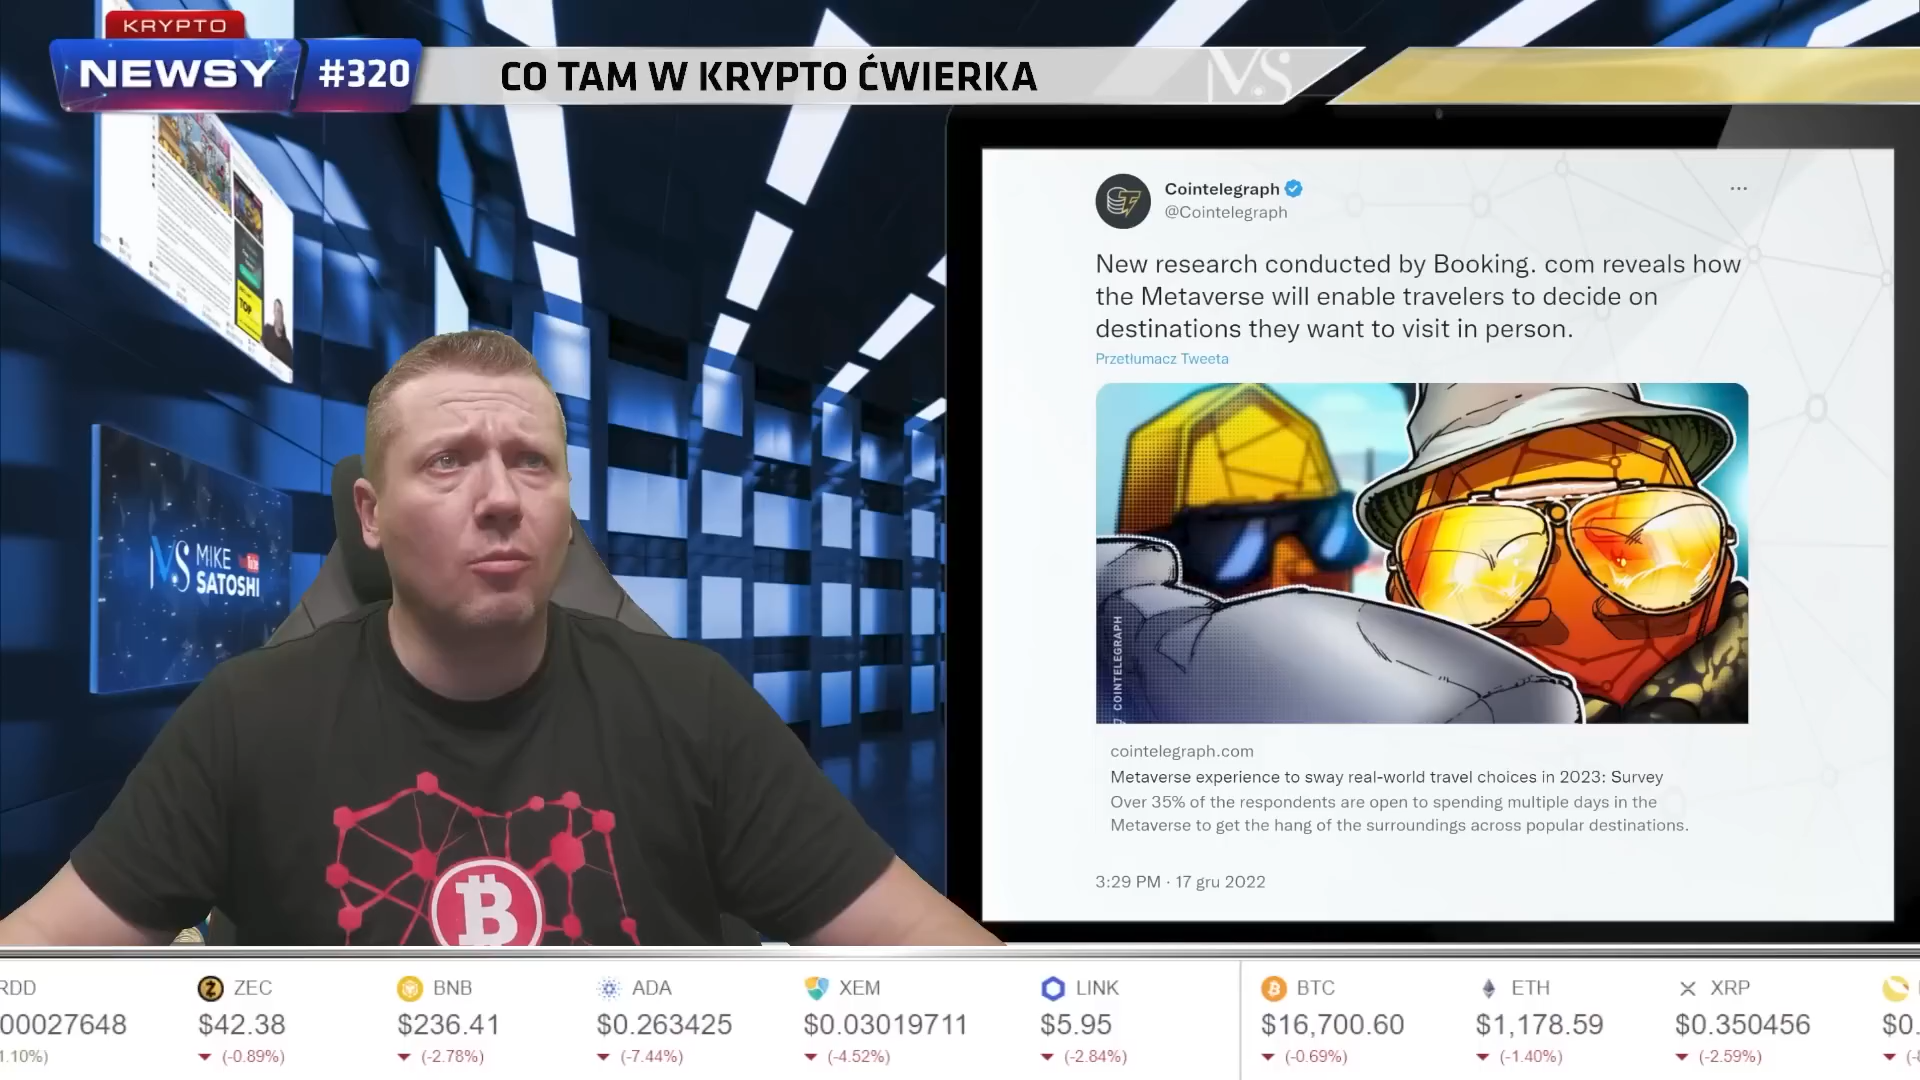 KRYPTO
NEWSY #320
CO TAM W KRYPTO ĆWIERKA
MS
TOP
MS MIKE
SATOSHI
Cointelegraph
@Cointelegraph
New research conducted by Booking. com reveals how
the Metaverse will enable travelers to decide on
destinations they want to visit in person.
Przetłumacz Tweeta
COINTELEGRAPH
cointelegraph.com
Metaverse experience to sway real-world travel choices in 2023: Survey
Over 35% of the respondents are open to spending multiple days in the
Metaverse to get the hang of the surroundings across popular destinations.
3:29 PM · 17 gru 2022
RDD ZEC BNB ADA XEM LINK BTC ETH XRP
00027648 $42.38 $236.41 $0.263425 $0.03019711 $5.95 $16,700.60 $1,178.59 $0.350456 $0.
1.10%) (-0.89%) (-2.78%) (-7.44%) (-4.52%) (-2.84%) (-0.69%) (-1.40%) (-2.59%)